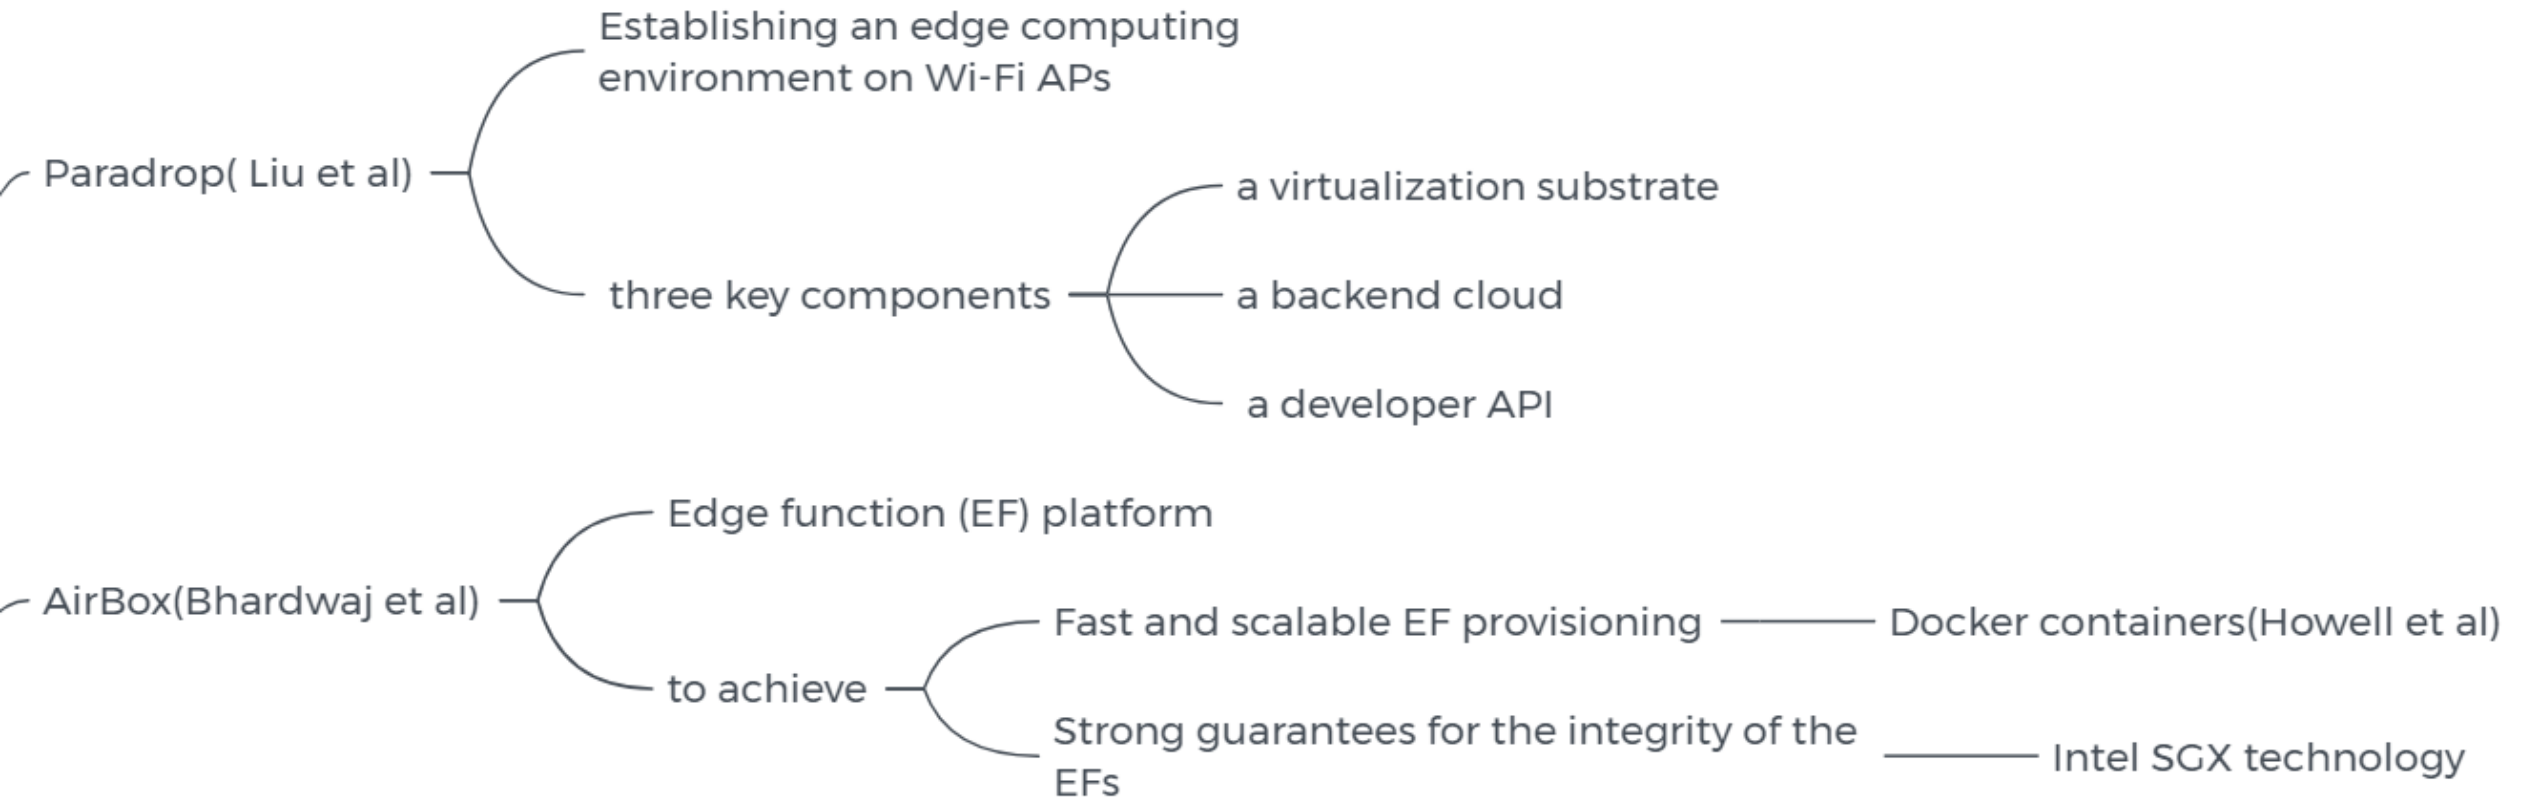 Establishing an edge computing
environment on Wi-Fi APs
Paradrop( Liu et al)
a virtualization substrate
three key components
a backend cloud
a developer API
Edge function (EF) platform
AirBox(Bhardwaj et al)
Fast and scalable EF provisioning
Docker containers(Howell et al)
to achieve
Strong guarantees for the integrity of the
EFs
Intel SGX technology